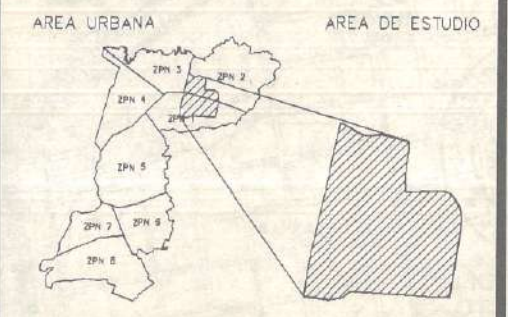 AREA URBANA
AREA DE ESTUDIO
ZPN 3
ZPN 2
ZPN 4
ZPN 1
ZPN 5
ZPN 7
ZPN 6
ZPN 8